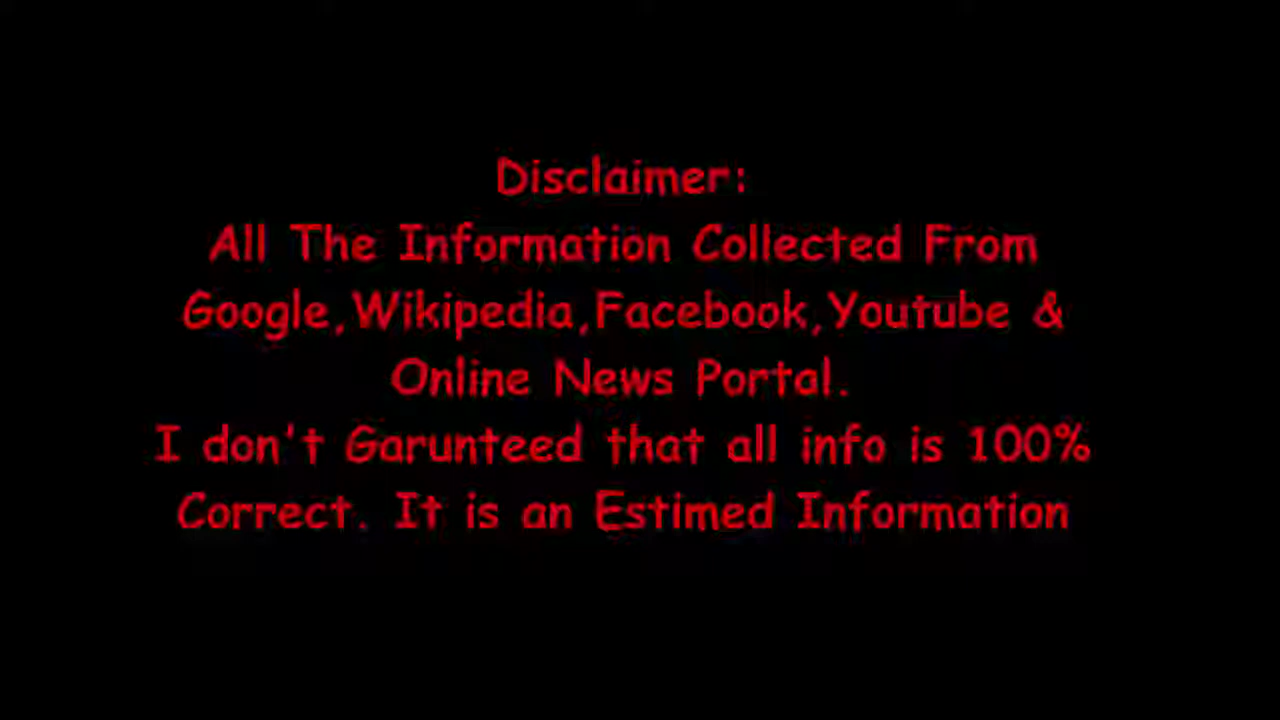 Disclaimer:
All The Information Collected From
Google,Wikipedia,Facebook,Youtube &
Online News Portal.
I don't Garunteed that all info is 100%
Correct. It is an Estimed Information